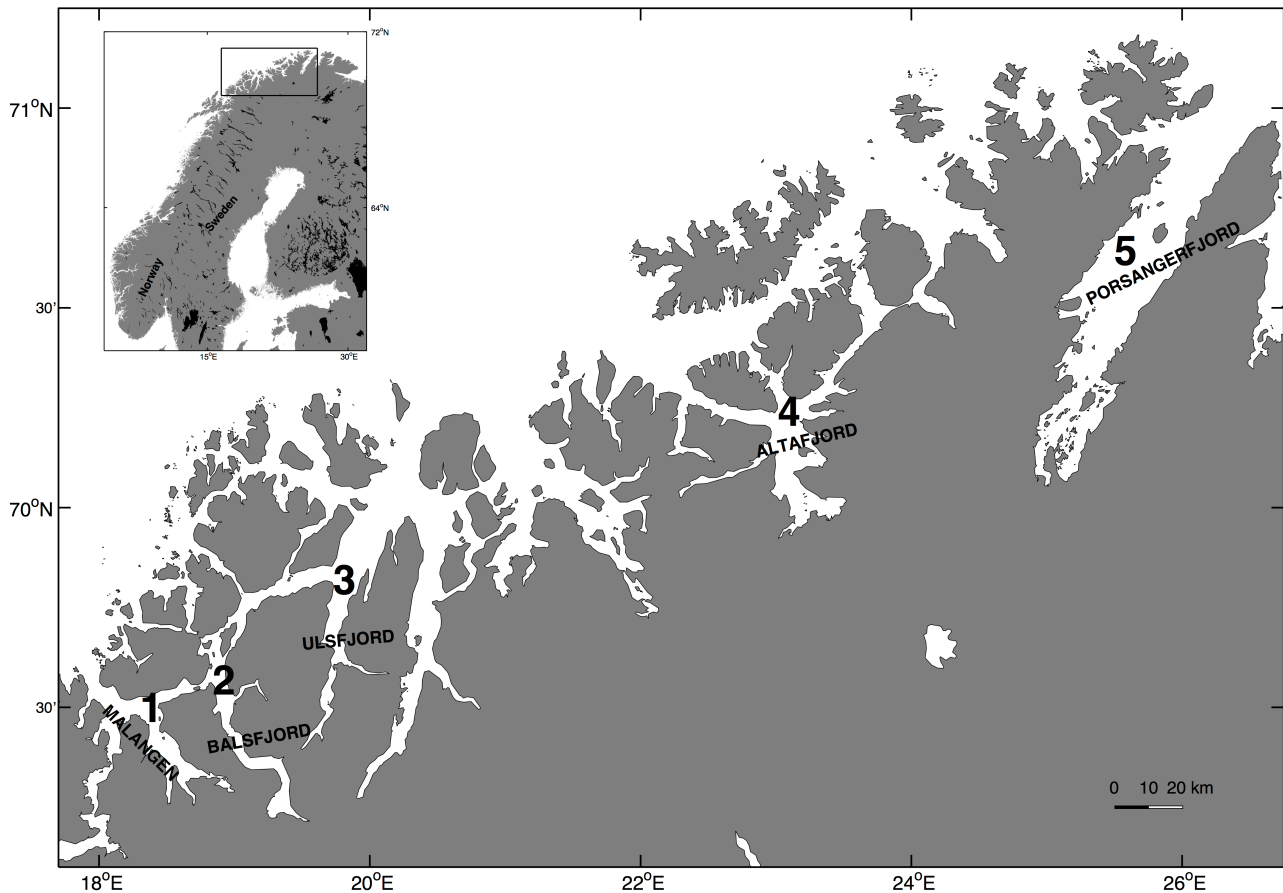 72°N
71°N
64°N
Sweden
Norway
5
PORSANGERFJORD
30'
15°E
30°E
4
ALTAFJORD
70°N
3
ULSFJORD
2
1
30'
MALANGEN
BALSFJORD
0 10 20 km
18°E 20°E 22°E 24°E 26°E